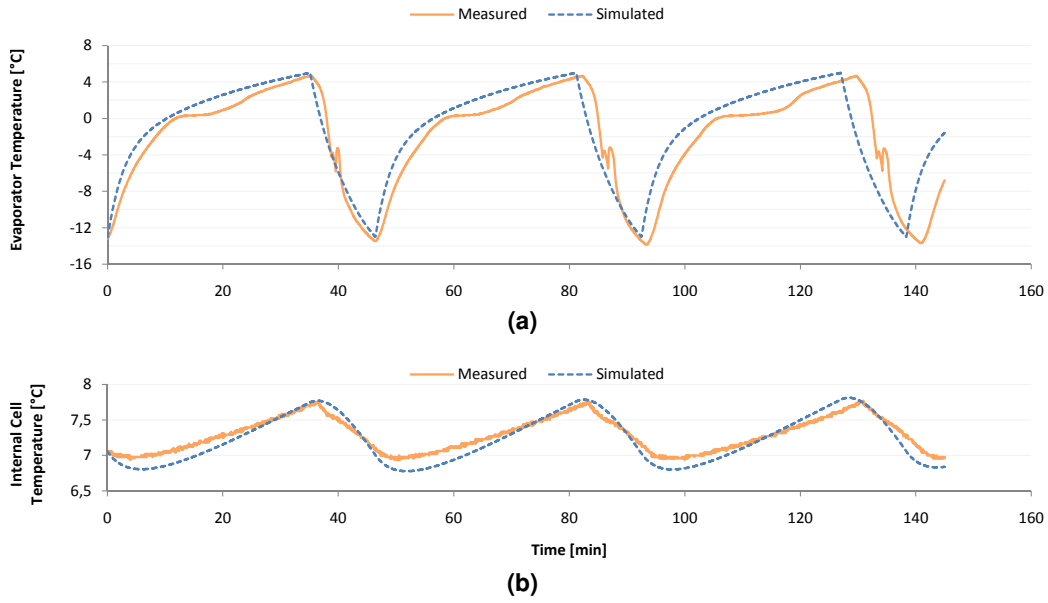 Measured Simulated
Evaporator Temperature [°C]
8
4
0
-4
-8
-12
-16
0 20 40 60 80 100 120 140 160
(a)
Measured Simulated
Internal Cell
Temperature [°C]
8
7,5
7
6,5
0 20 40 60 80 100 120 140 160
Time [min]
(b)